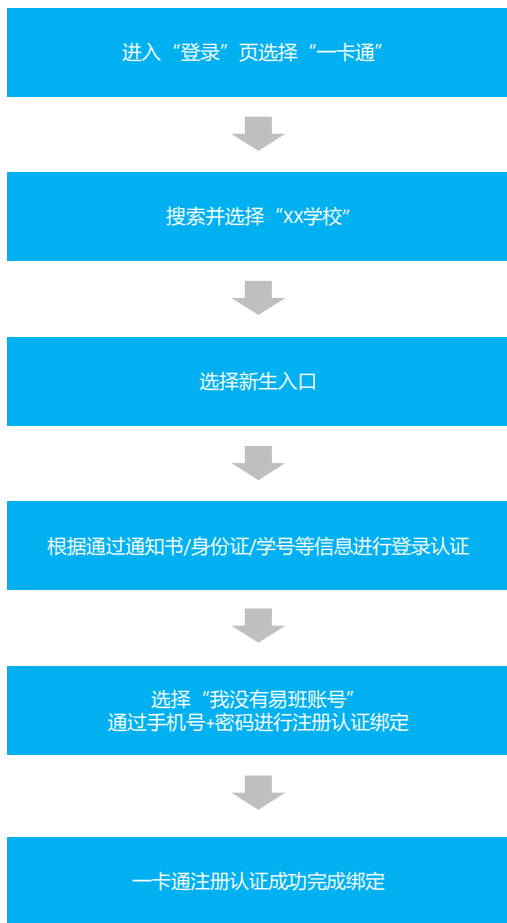 进入“登录”页选择“一卡通”
搜索并选择“xx学校”
选择新生入口
根据通过通知书/身份证/学号等信息进行登录认证
选择“我没有易班账号”
通过手机号+密码进行注册认证绑定
一卡通注册认证成功完成绑定